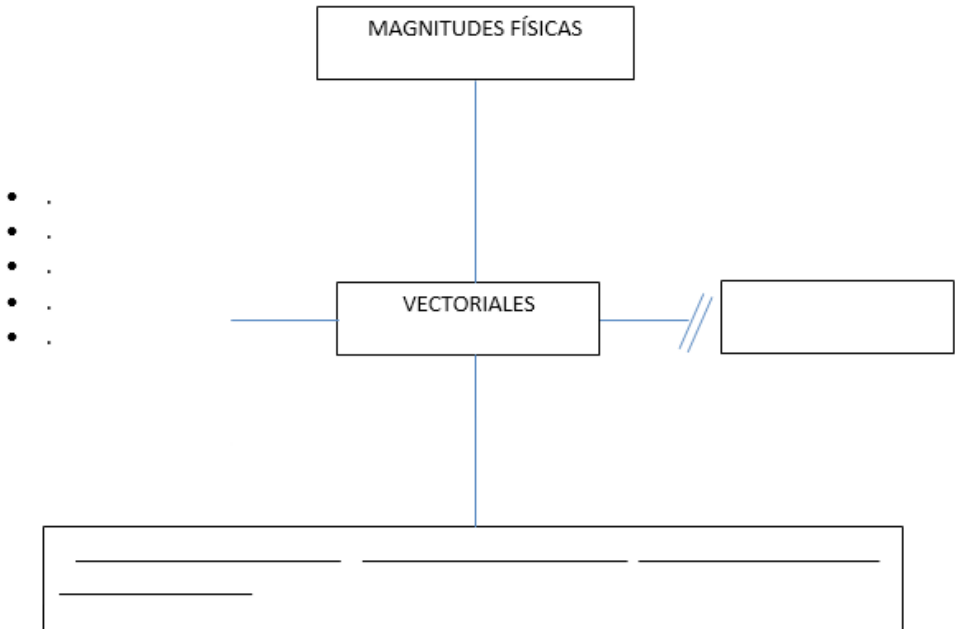 MAGNITUDES FÍSICAS
• .
• .
• .
• .
• .
VECTORIALES